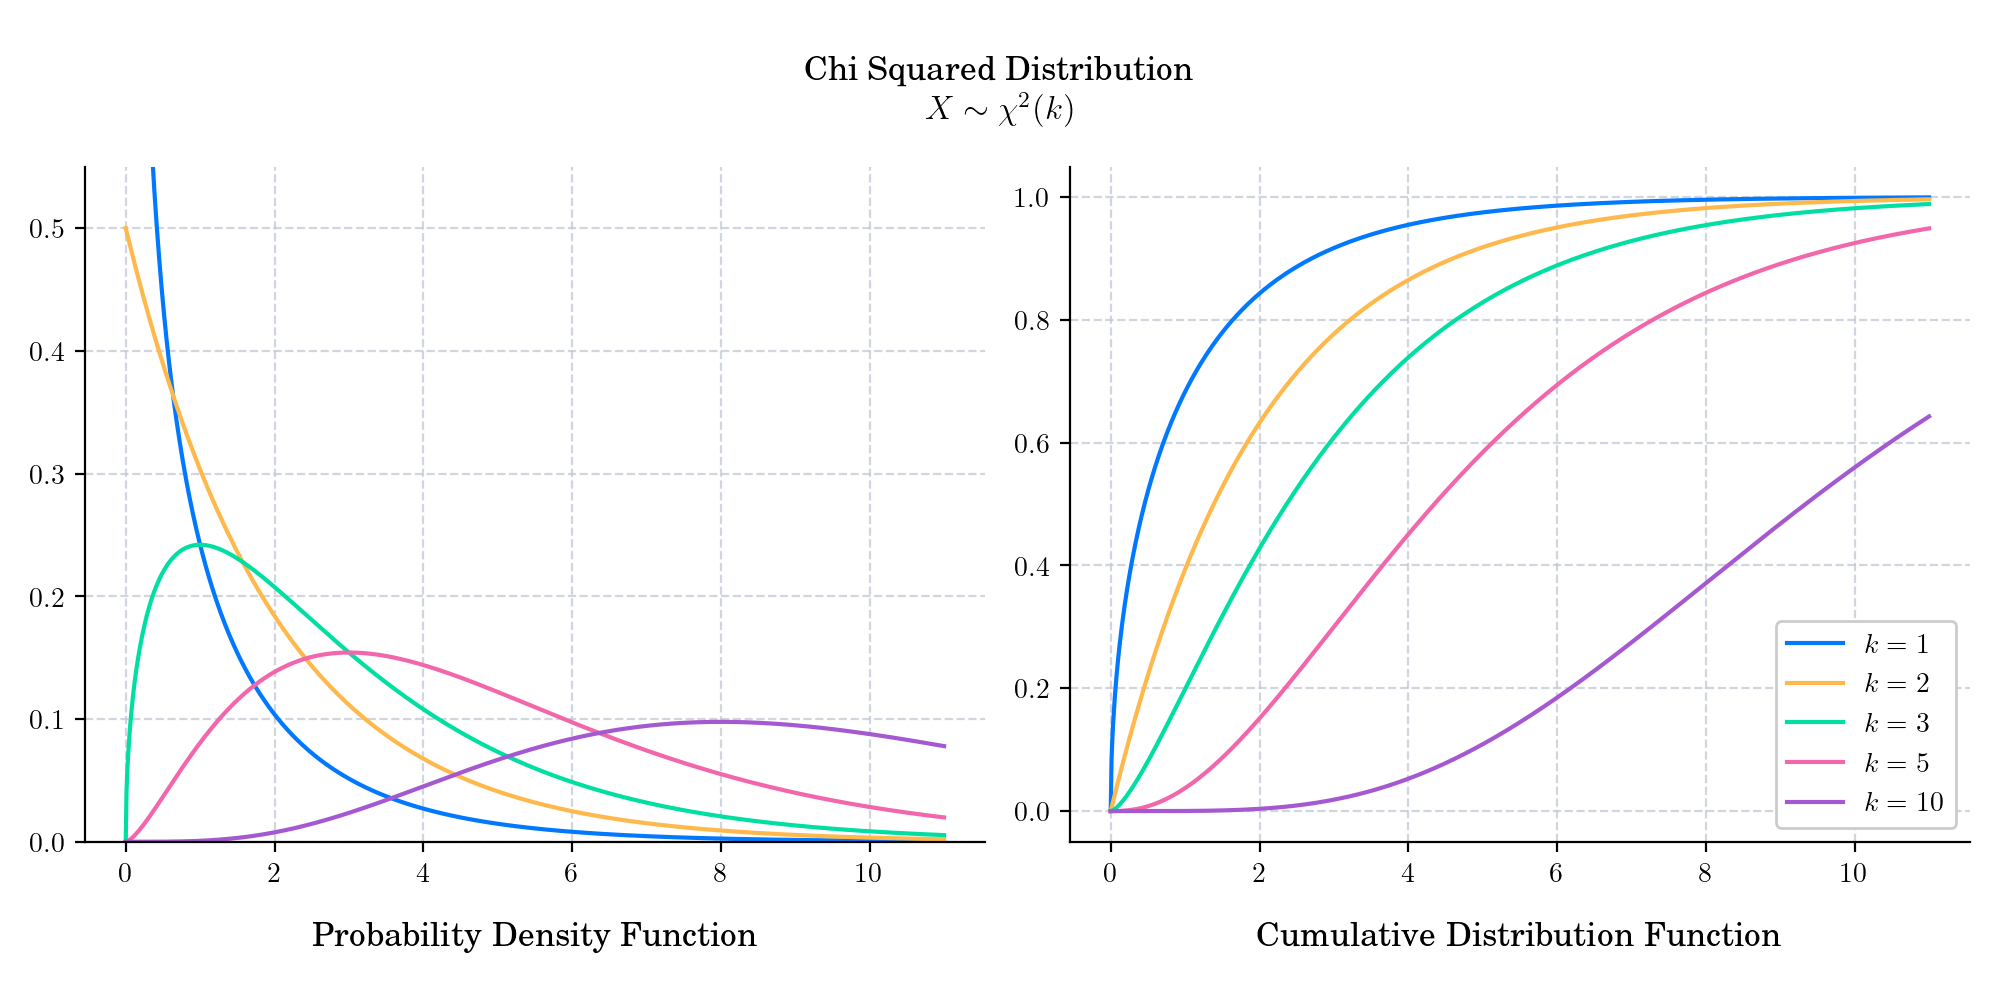 Chi Squared Distribution
X ∼ χ²(k)
0.5
0.4
0.3
0.2
0.1
0.0
0 2 4 6 8 10
Probability Density Function
1.0
0.8
0.6
0.4
0.2
0.0
0 2 4 6 8 10
k = 1
k = 2
k = 3
k = 5
k = 10
Cumulative Distribution Function